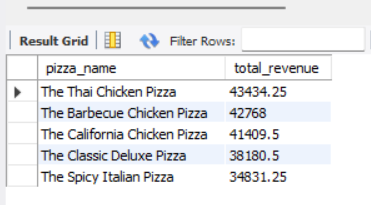 Result Grid Filter Rows:
pizza_name total_revenue
The Thai Chicken Pizza 43434.25
The Barbecue Chicken Pizza 42768
The California Chicken Pizza 41409.5
The Classic Deluxe Pizza 38180.5
The Spicy Italian Pizza 34831.25